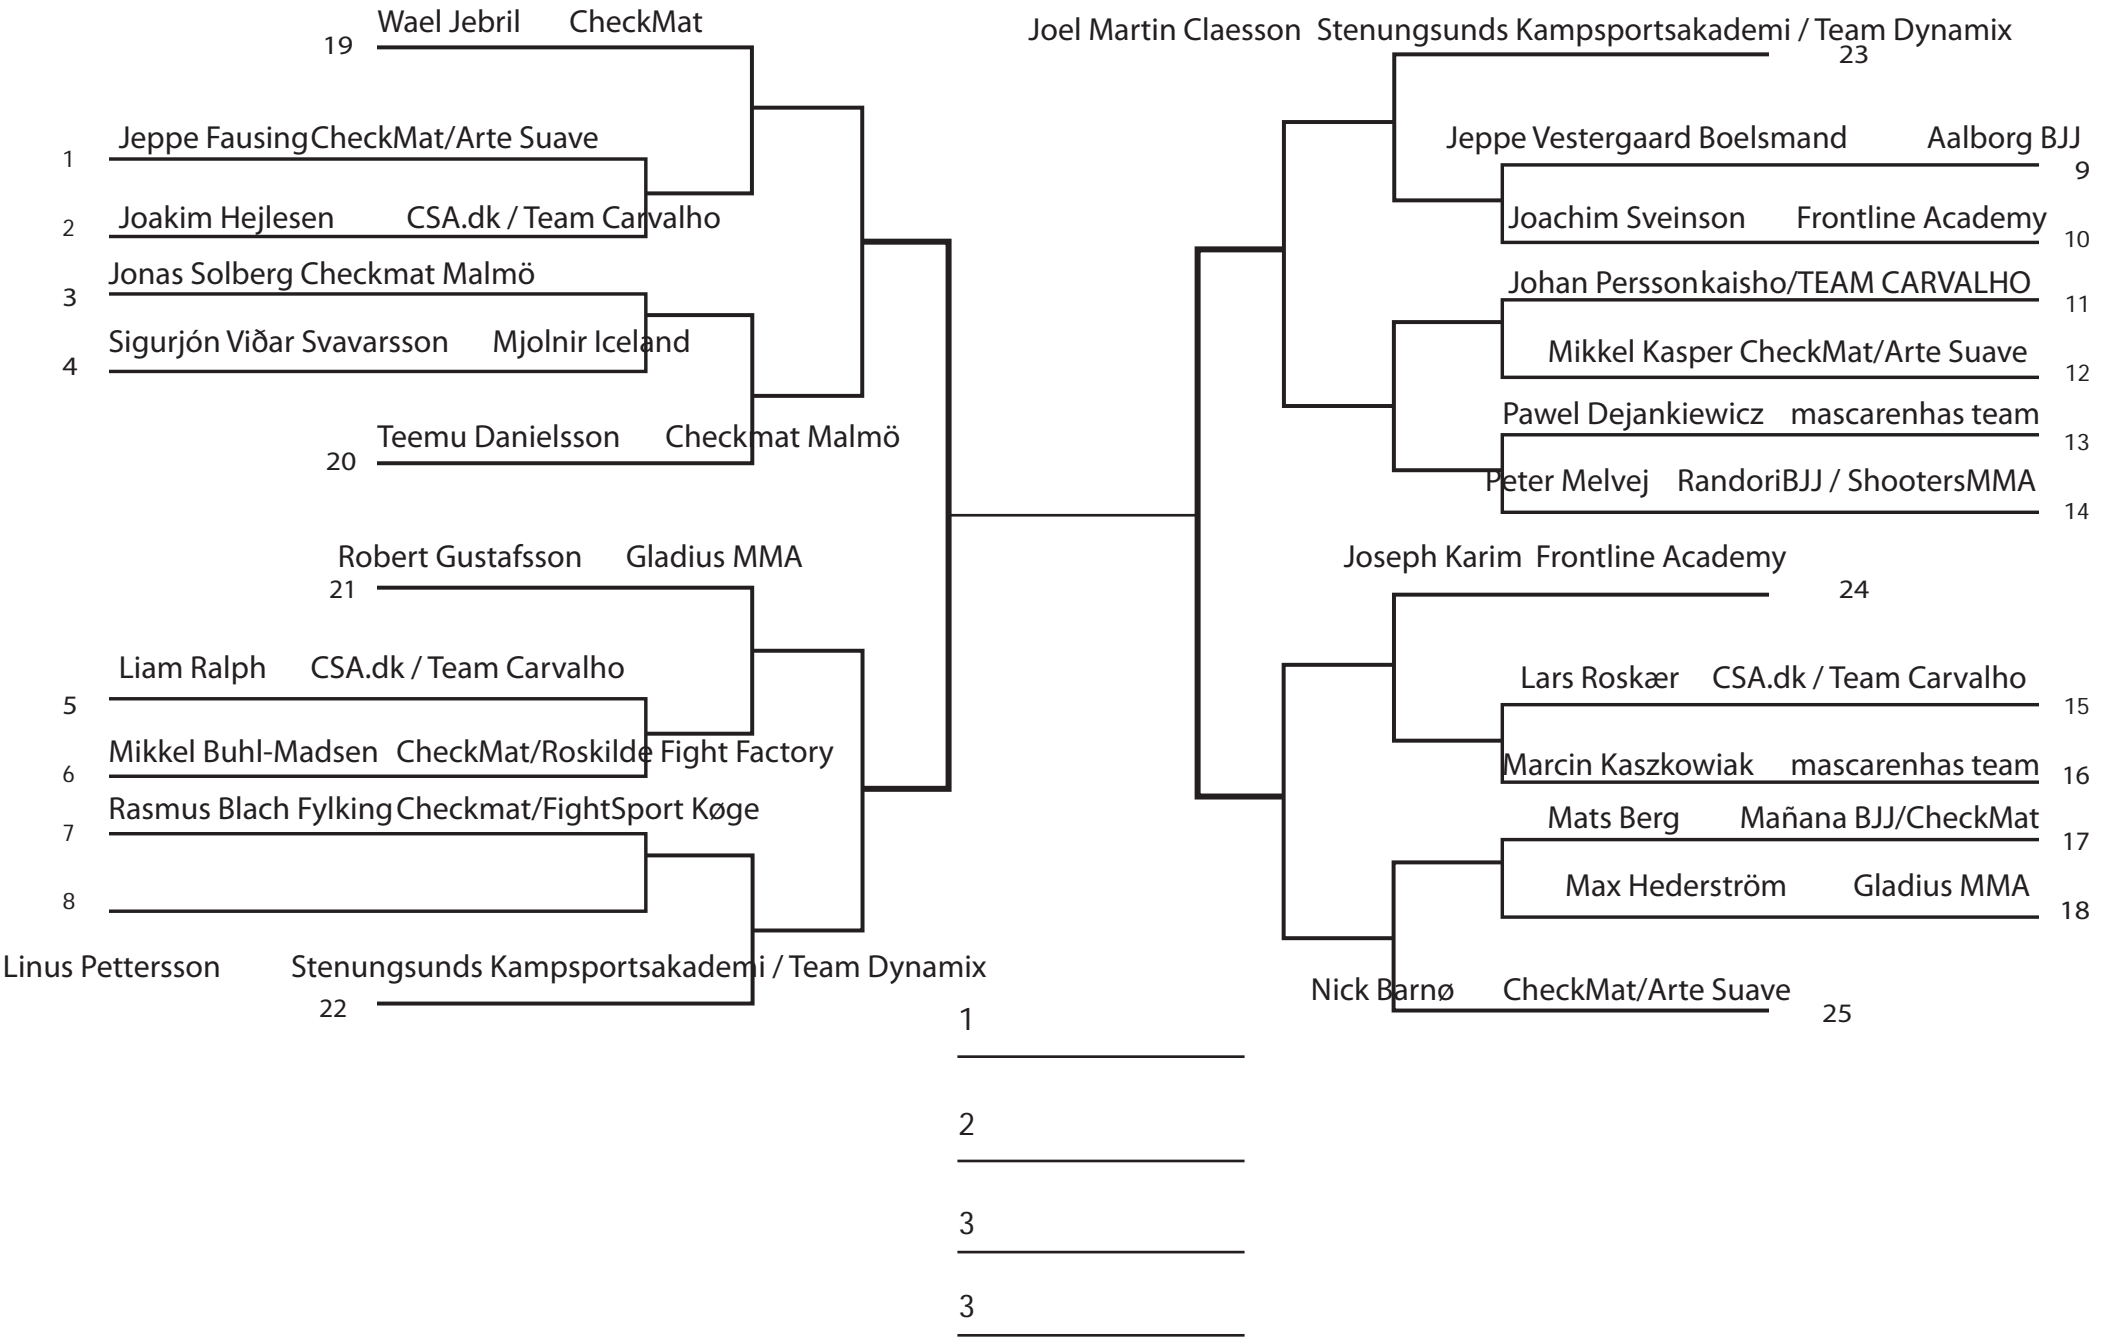 Wael Jebril CheckMat
19
Jeppe Fausing CheckMat/Arte Suave
1
Joakim Hejlesen CSA.dk / Team Carvalho
2
Jonas Solberg Checkmat Malmö
3
Sigurjón Viðar Svavarsson Mjolnir Iceland
4
Teemu Danielsson Checkmat Malmö
20
Robert Gustafsson Gladius MMA
21
Liam Ralph CSA.dk / Team Carvalho
5
Mikkel Buhl-Madsen CheckMat/Roskilde Fight Factory
6
Rasmus Blach Fylking Checkmat/FightSport Køge
7
8
Linus Pettersson Stenungsunds Kampsportsakademi / Team Dynamix
22
Joel Martin Claesson Stenungsunds Kampsportsakademi / Team Dynamix
23
Jeppe Vestergaard Boelsmand Aalborg BJJ
9
Joachim Sveinson Frontline Academy
10
Johan Persson kaisho/TEAM CARVALHO
11
Mikkel Kasper CheckMat/Arte Suave
12
Pawel Dejankiewicz mascarenhas team
13
Peter Melvej RandoriBJJ / ShootersMMA
14
Joseph Karim Frontline Academy
24
Lars Roskær CSA.dk / Team Carvalho
15
Marcin Kaszkowiak mascarenhas team
16
Mats Berg Mañana BJJ/CheckMat
17
Max Hederström Gladius MMA
18
Nick Barnø CheckMat/Arte Suave
25
1
2
3
3